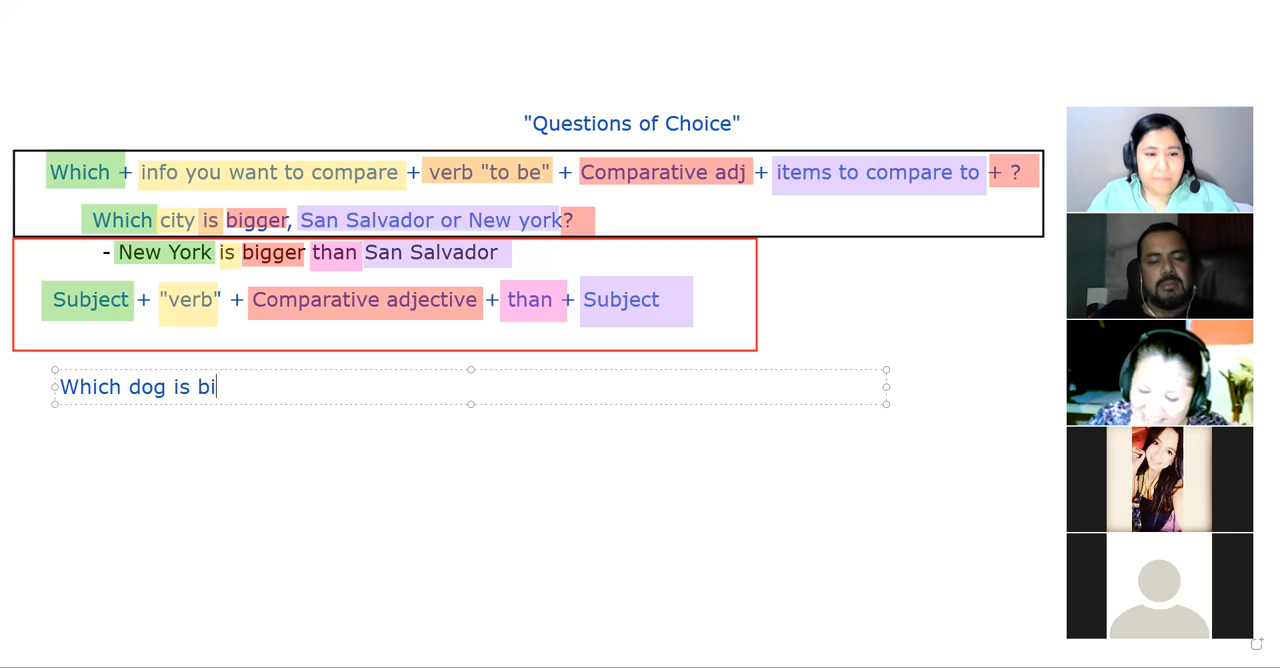 "Questions of Choice"
Which + info you want to compare + verb "to be" + Comparative adj + items to compare to + ?
Which city is bigger, San Salvador or New york?
- New York is bigger than San Salvador
Subject + "verb" + Comparative adjective + than + Subject
Which dog is bi